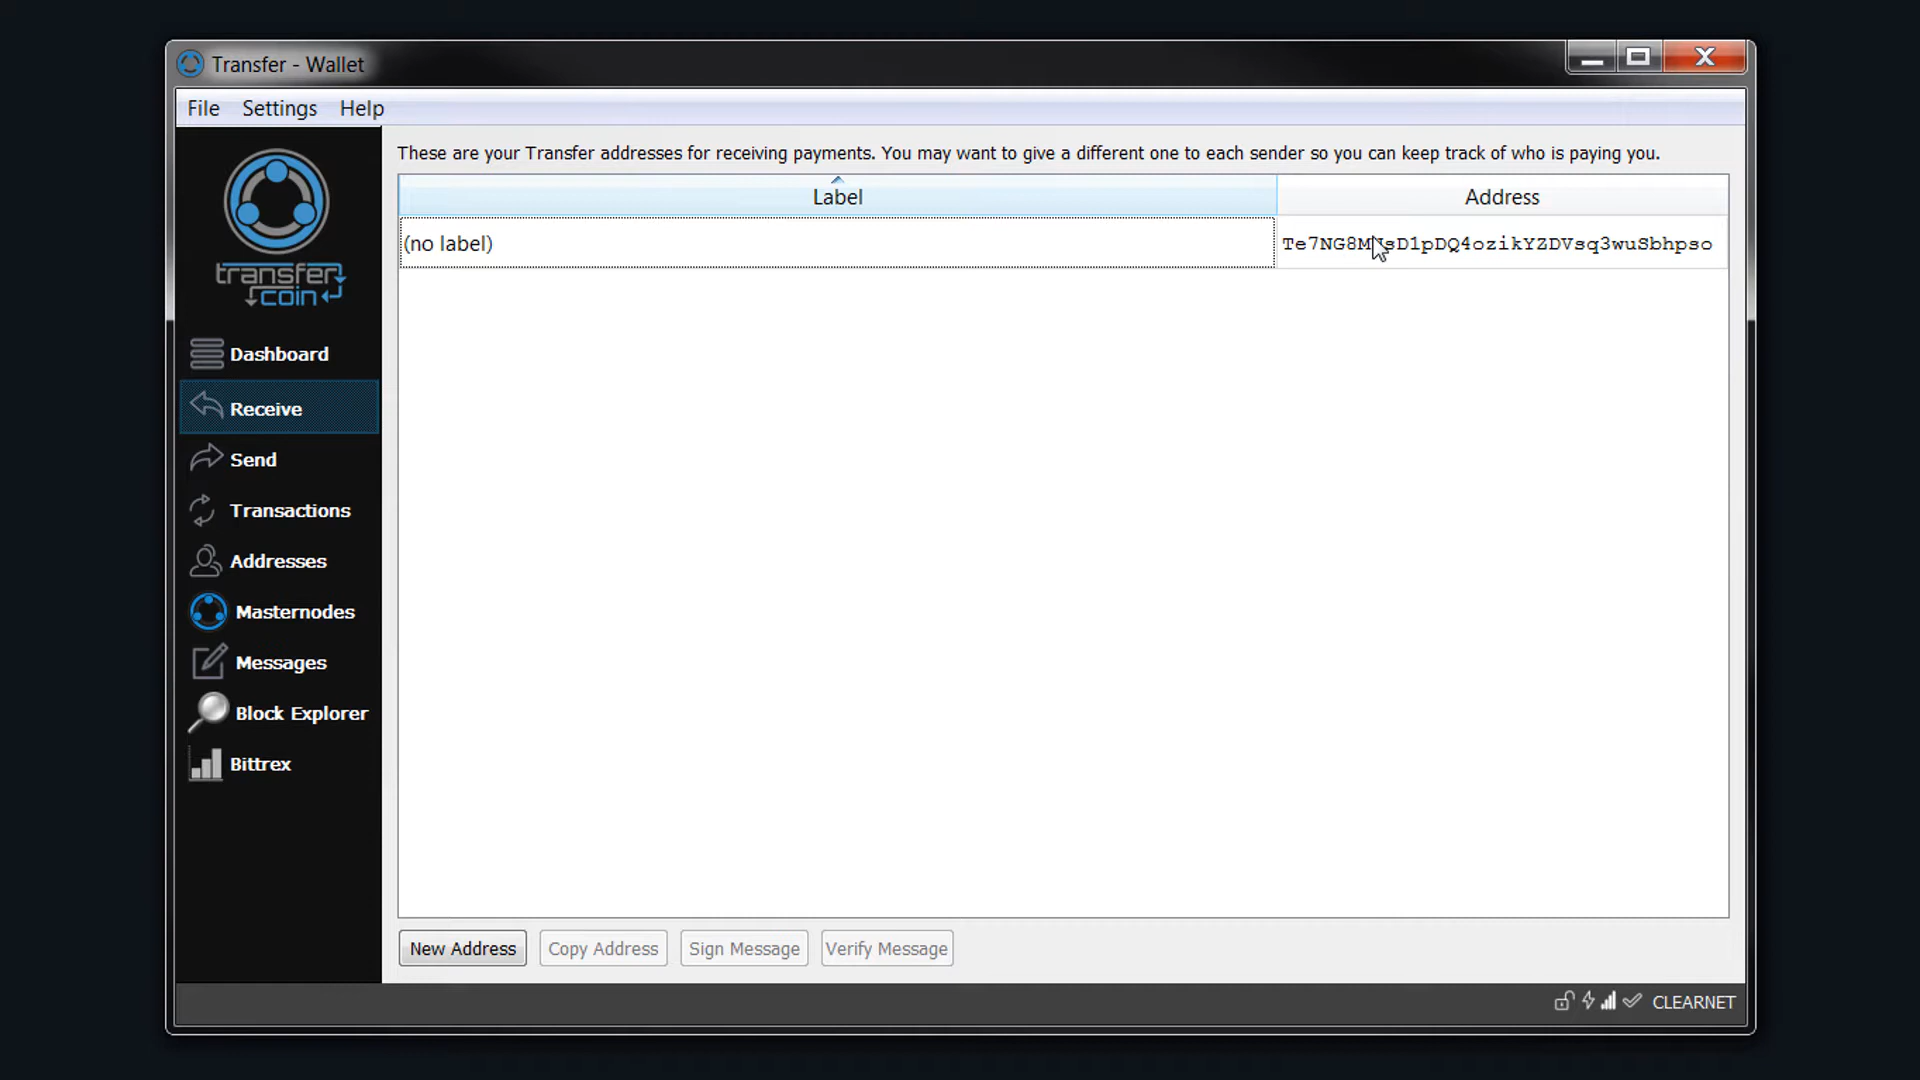 Transfer - Wallet
File Settings Help
transfer
coin
These are your Transfer addresses for receiving payments. You may want to give a different one to each sender so you can keep track of who is paying you.
Label Address
(no label)
Dashboard
Receive
Send
Transactions
Addresses
Masternodes
Messages
Block Explorer
Bittrex
New Address Copy Address Sign Message Verify Message
CLEARNET